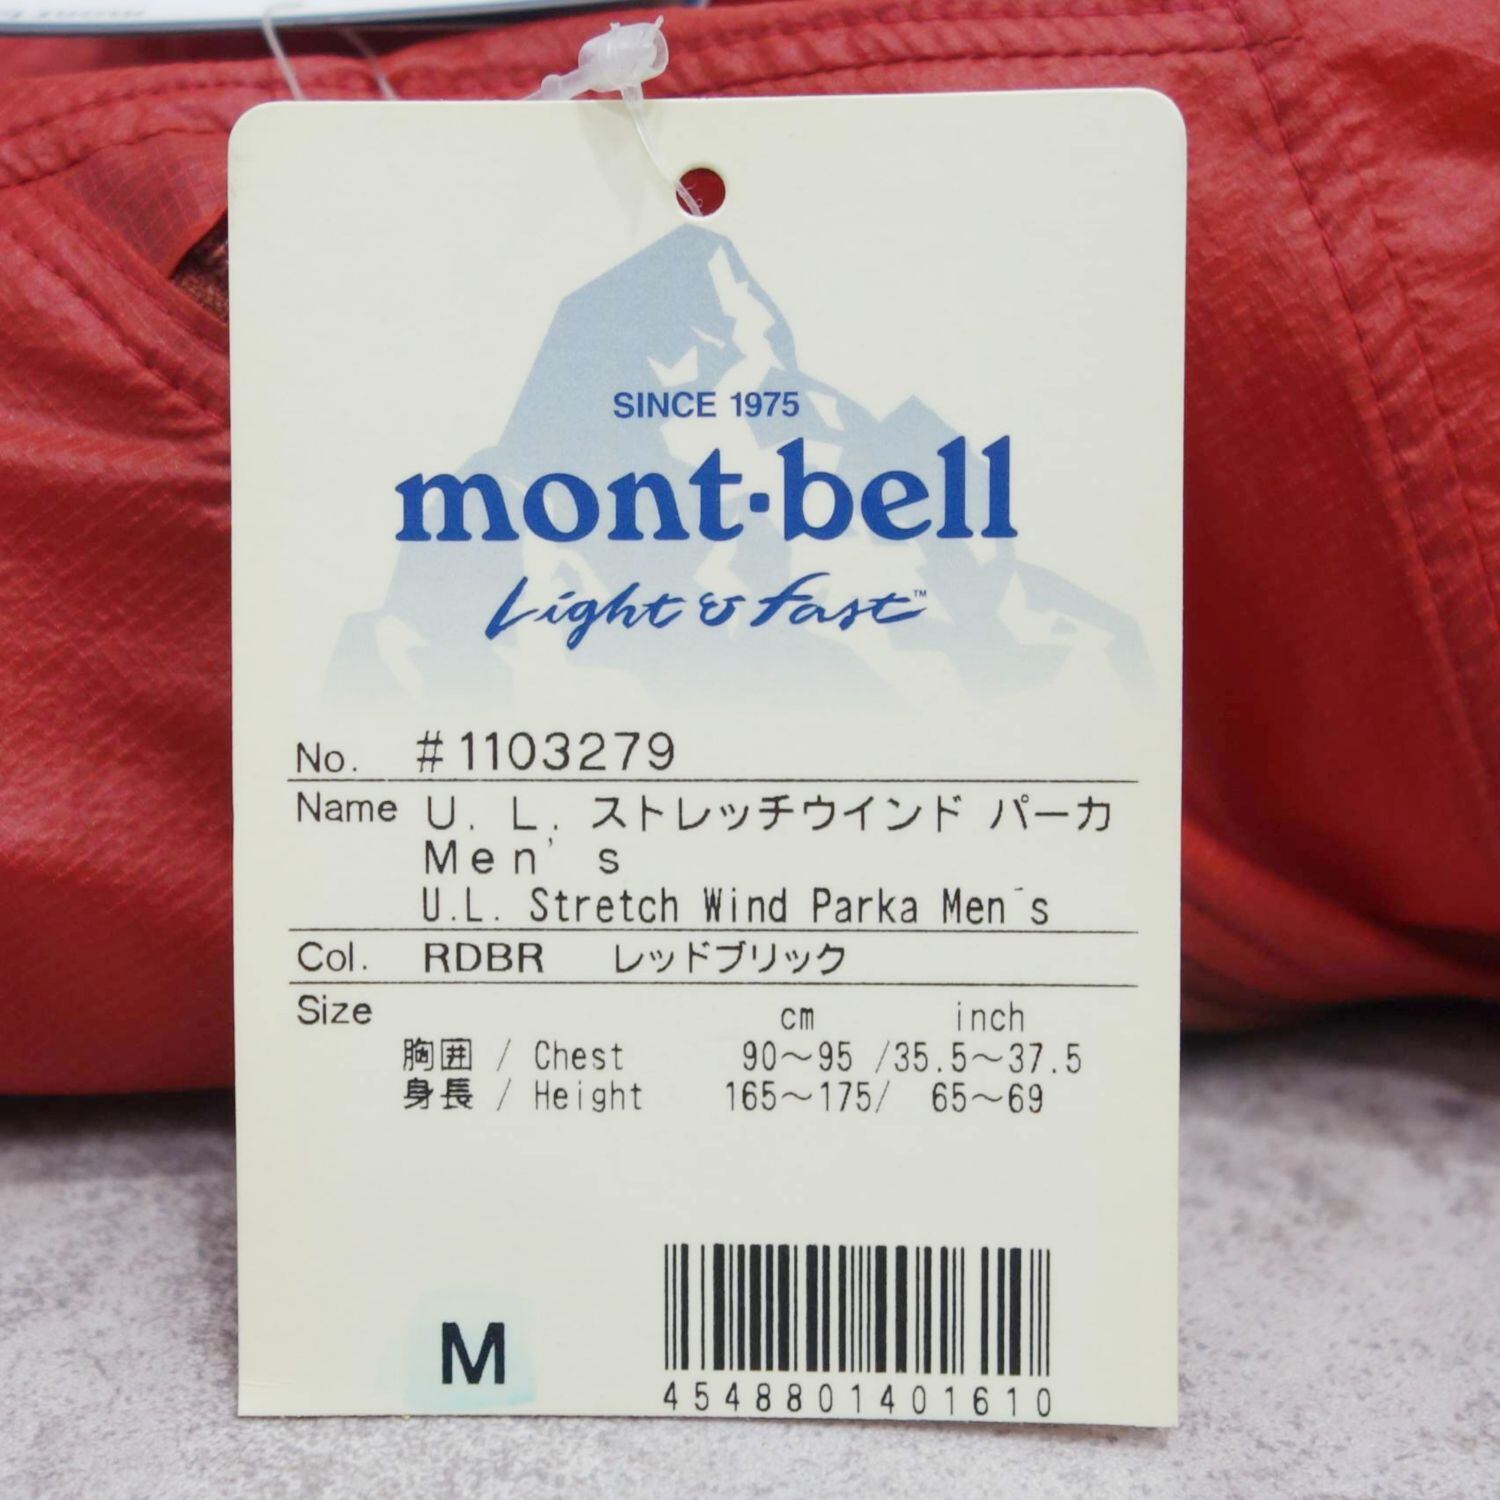 SINCE 1975
mont·bell
Light & Fast™
No. #1103279
Name U. L. ストレッチウインド パーカ
Men's
U.L. Stretch Wind Parka Men´s
Col. RDBR レッドブリック
Size
cm inch
胸囲 / Chest 90～95 /35.5～37.5
身長 / Height 165～175/ 65～69
M
4548801401610